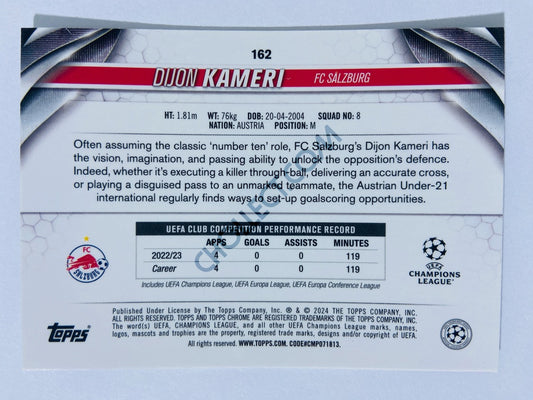 162
DIJON KAMERI FC SALZBURG
HT: 1.81m WT: 76kg DOB: 20-04-2004 SQUAD NO: 8
NATION: AUSTRIA POSITION: M
Often assuming the classic ‘number ten’ role, FC Salzburg’s Dijon Kameri has
the vision, imagination, and passing ability to unlock the opposition’s defence.
Indeed, whether it’s executing a killer through-ball, delivering an accurate cross,
or playing a disguised pass to an unmarked teammate, the Austrian Under-21
international regularly finds ways to set-up goalscoring opportunities.
UEFA CLUB COMPETITION PERFORMANCE RECORD
APPS GOALS ASSISTS MINUTES
2022/23 4 0 0 119
Career 4 0 0 119
Includes UEFA Champions League, UEFA Europa League, UEFA Europa Conference League
FC
SALZBURG
UEFA
CHAMPIONS
LEAGUE
CHOLLECT.COM
topps
Published Under License by The Topps Company, Inc. ® & © 2024 THE TOPPS COMPANY, INC.
ALL RIGHTS RESERVED. TOPPS AND TOPPS CHROME ARE REGISTERED TRADEMARKS OF THE TOPPS COMPANY, INC.
The word(s) UEFA, CHAMPIONS LEAGUE, and all other UEFA Champions League marks, names,
logos, mascots and trophies are the property, registered trade marks, designs and/or copyright of UEFA.
All rights reserved. WWW.TOPPS.COM. CODE#CMP071813.